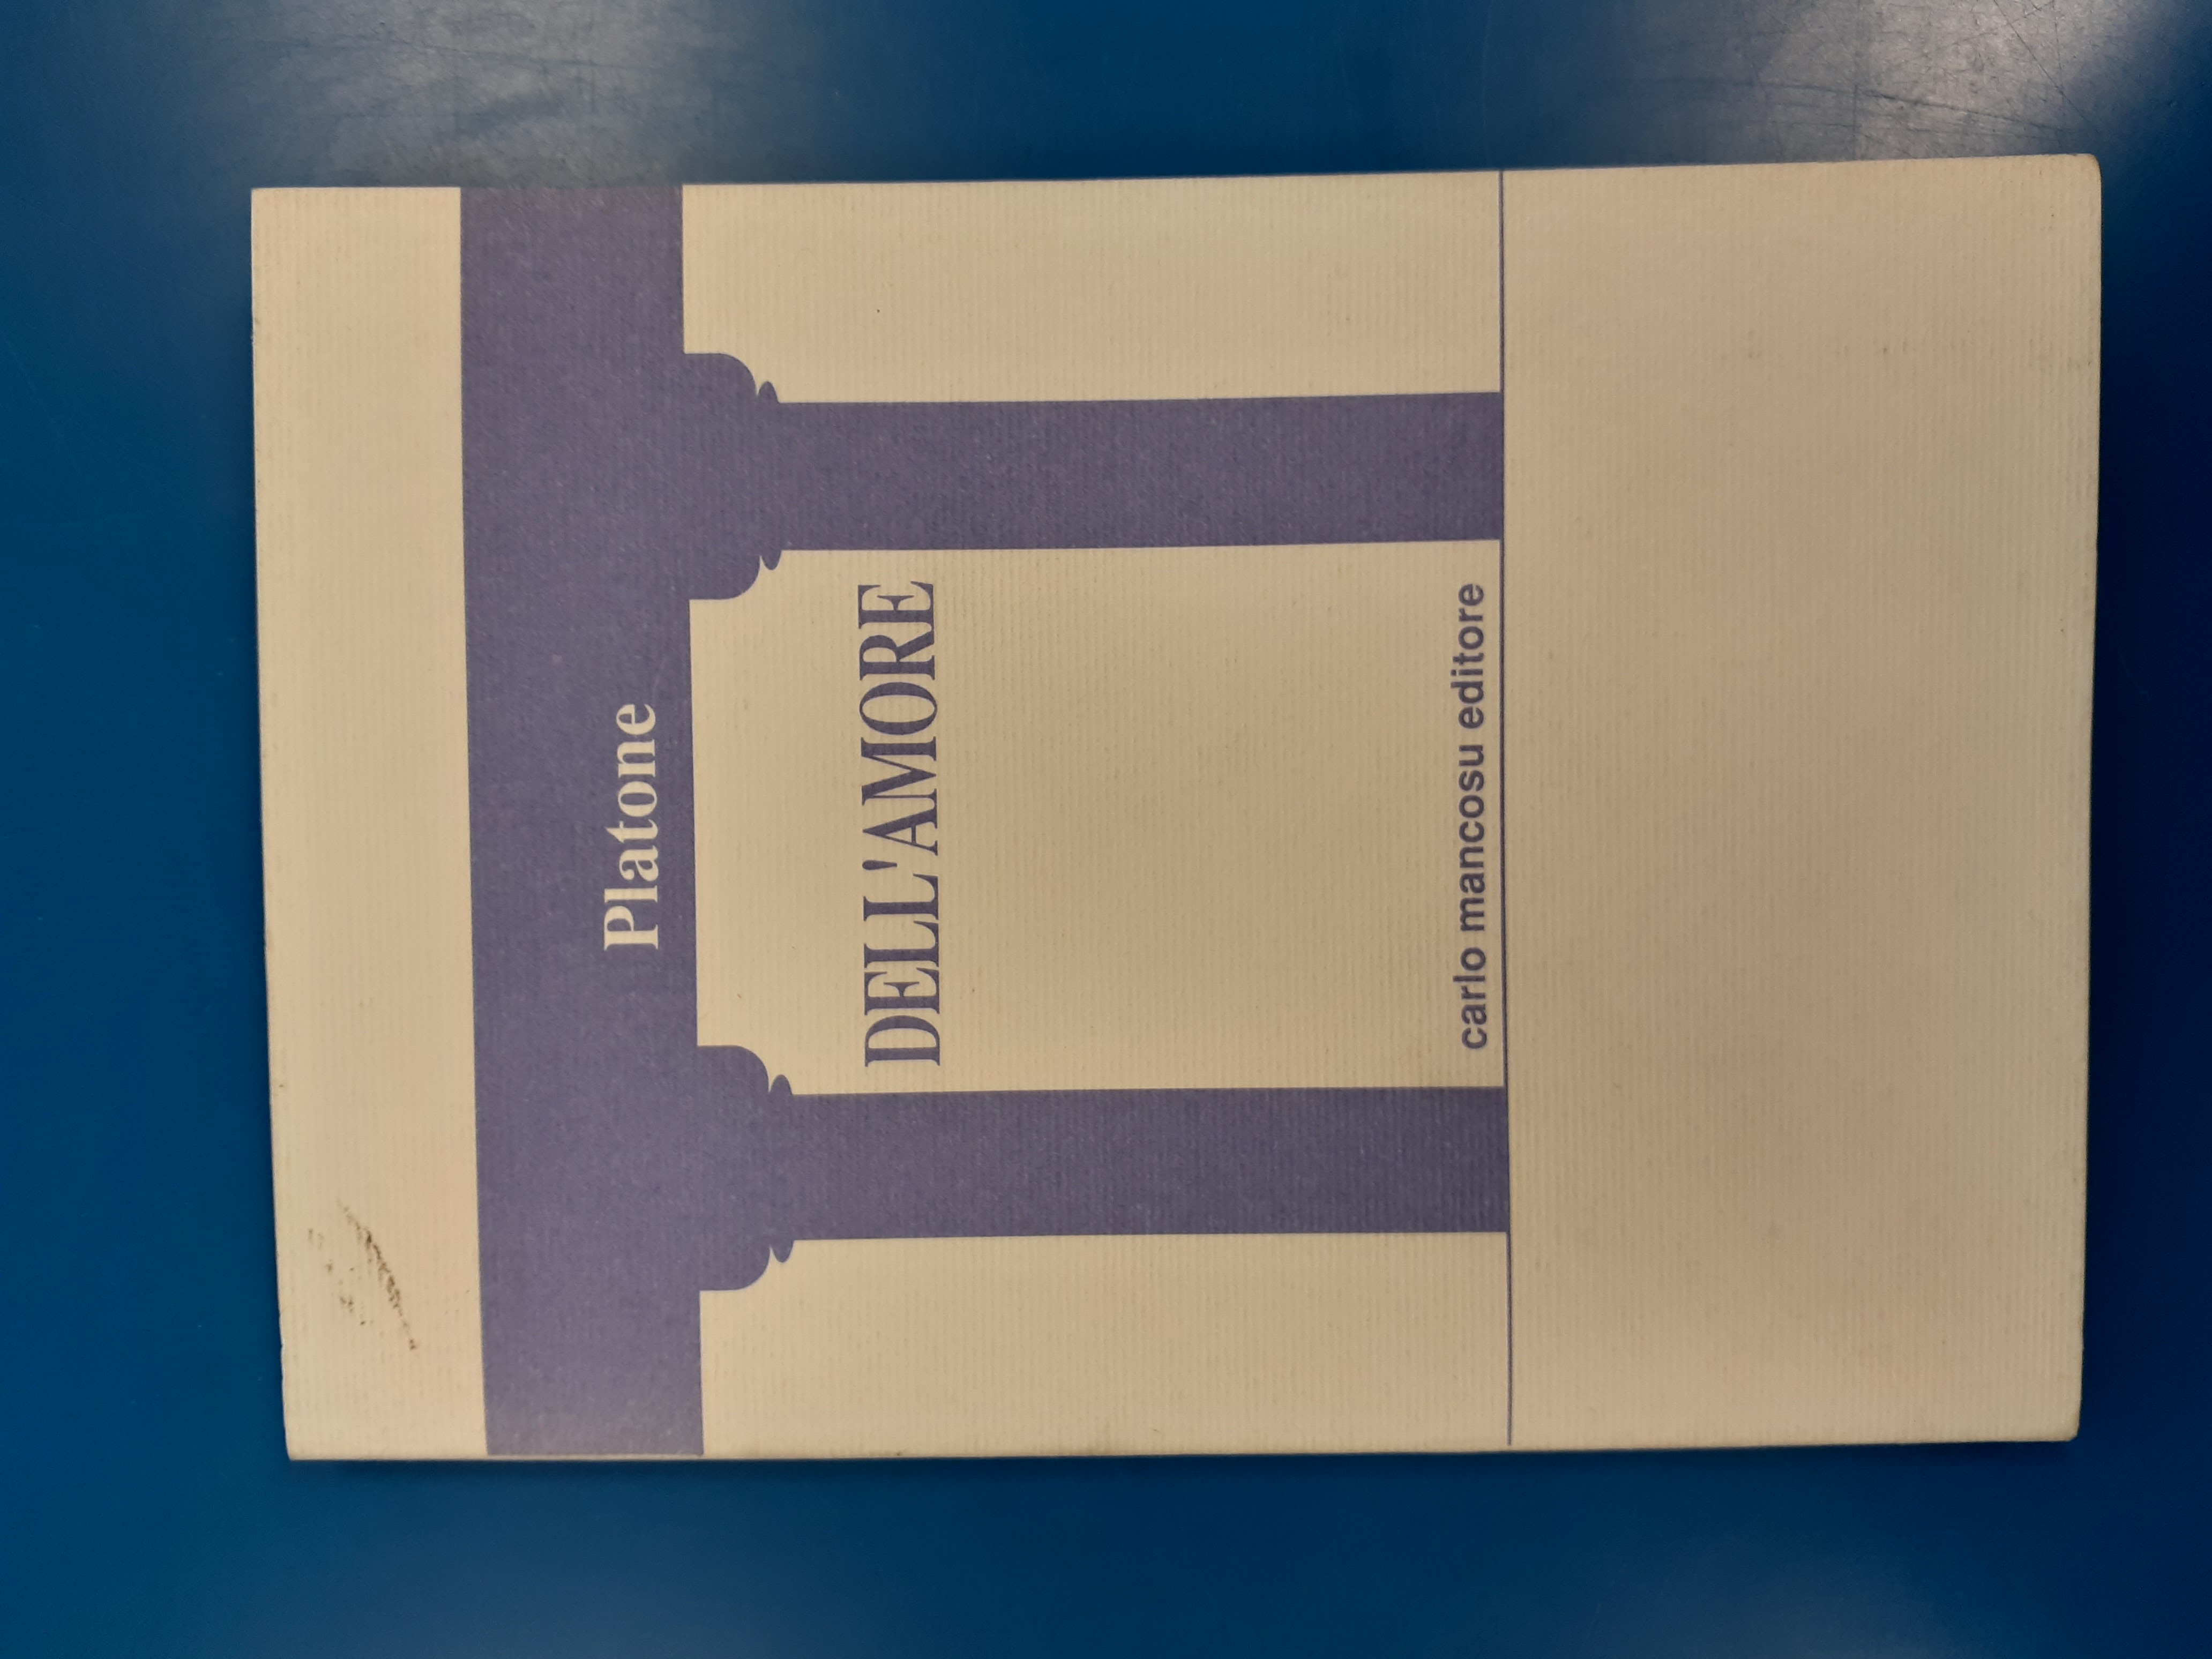 Platone
DELL'AMORE
carlo mancosu editore